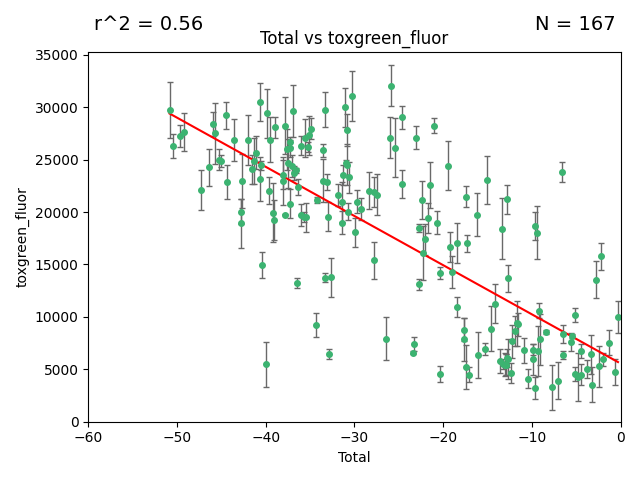 r^2 = 0.56 N = 167
Total vs toxgreen_fluor
35000
30000
25000
20000
15000
10000
5000
0
toxgreen_fluor
−60 −50 −40 −30 −20 −10 0
Total